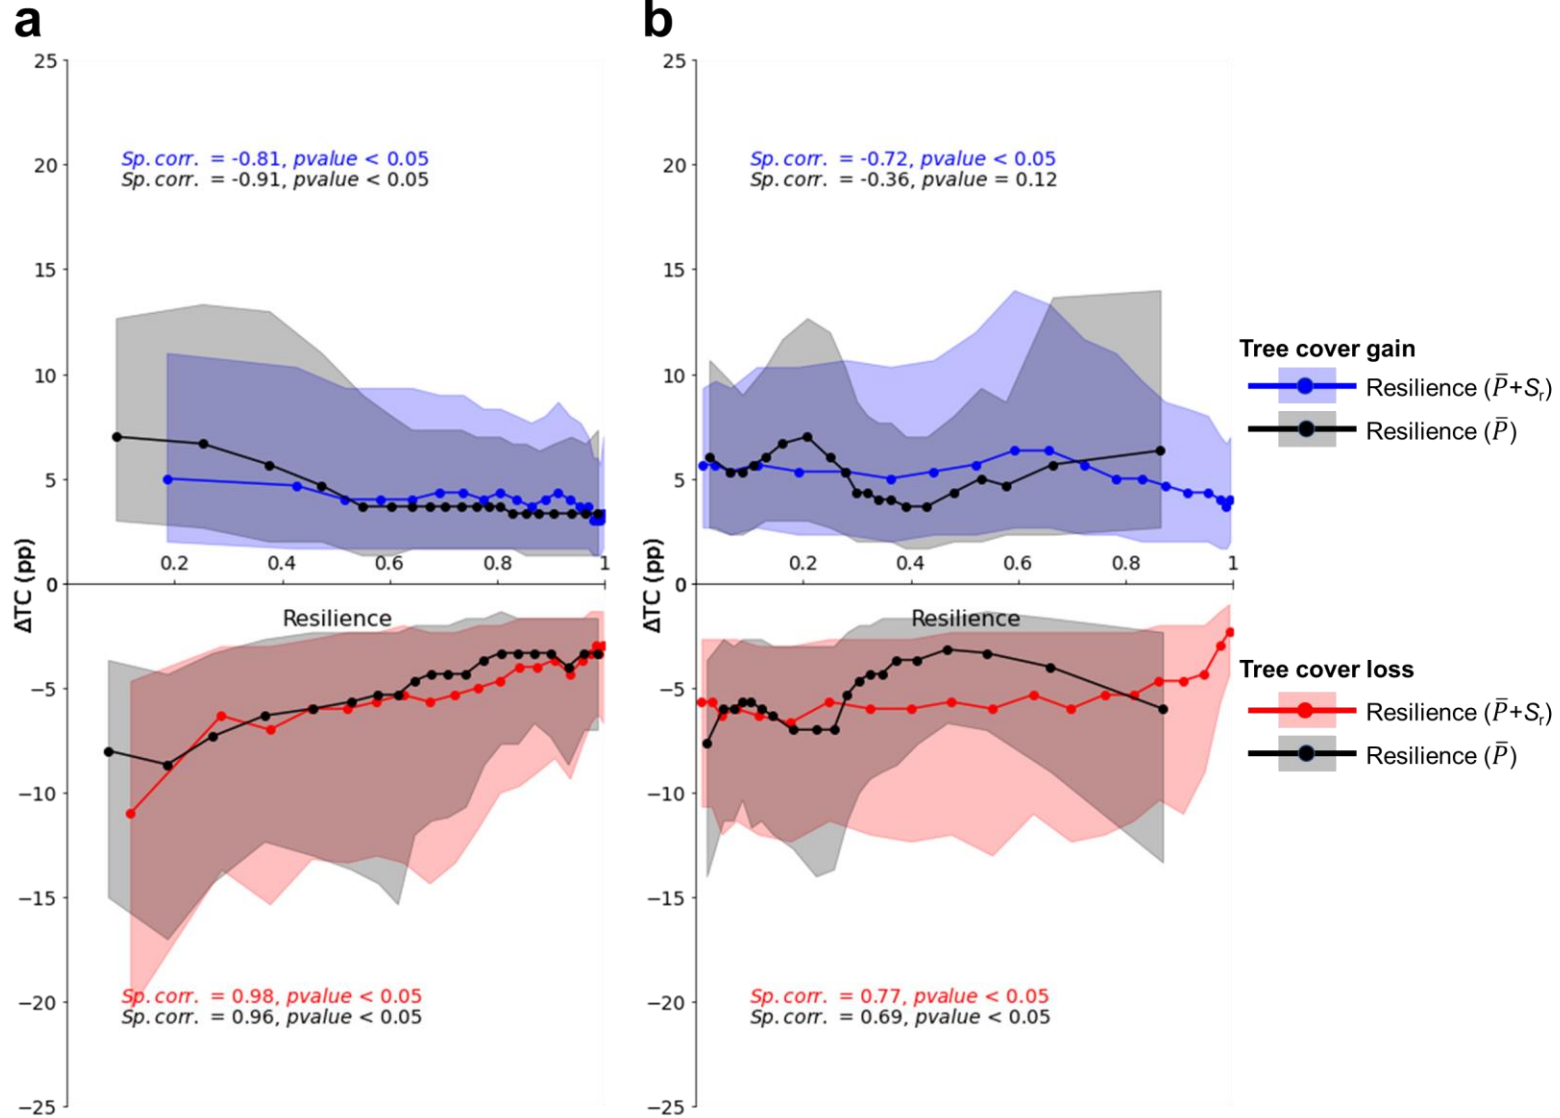 a
b
25
20
15
10
5
0
−5
−10
−15
−20
−25
ΔTC (pp)
Sp.corr. = -0.81, pvalue < 0.05
Sp.corr. = -0.91, pvalue < 0.05
0.2 0.4 0.6 0.8 1
Resilience
Sp.corr. = 0.98, pvalue < 0.05
Sp.corr. = 0.96, pvalue < 0.05
25
20
15
10
5
0
−5
−10
−15
−20
−25
ΔTC (pp)
Sp.corr. = -0.72, pvalue < 0.05
Sp.corr. = -0.36, pvalue = 0.12
0.2 0.4 0.6 0.8 1
Resilience
Sp.corr. = 0.77, pvalue < 0.05
Sp.corr. = 0.69, pvalue < 0.05
Tree cover gain
Resilience (P̄+Sr)
Resilience (P̄)
Tree cover loss
Resilience (P̄+Sr)
Resilience (P̄)